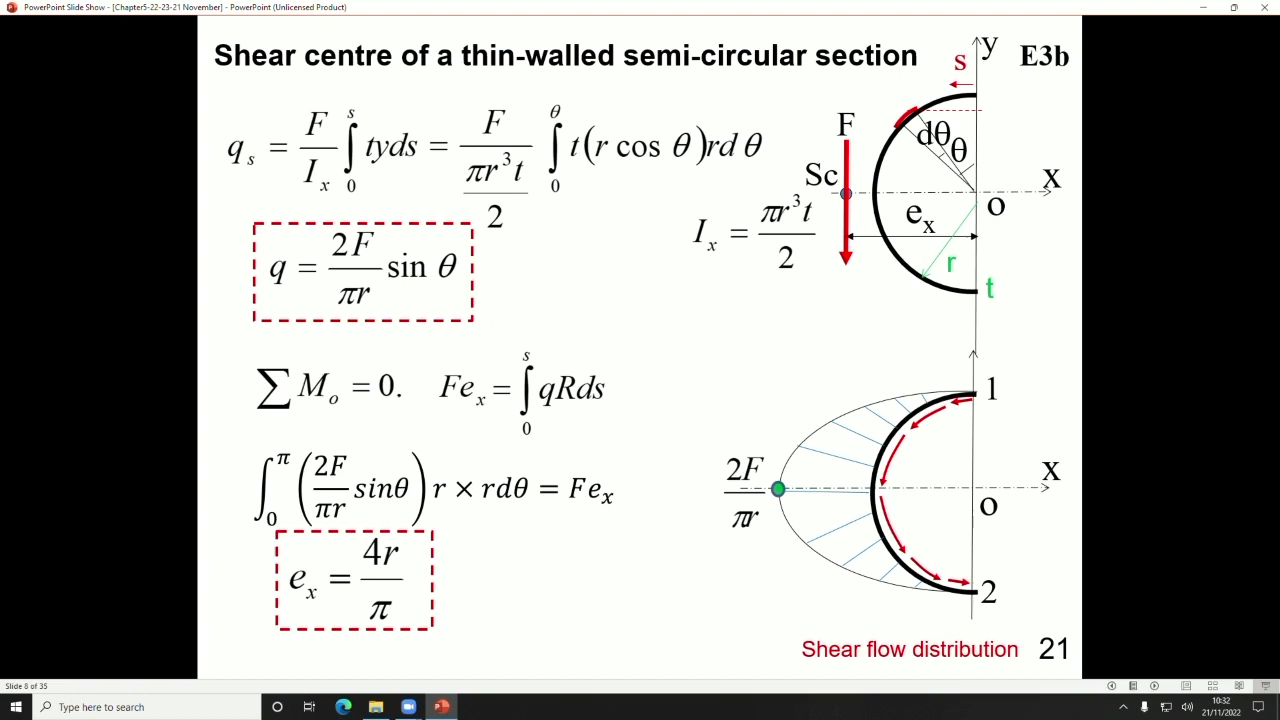 PowerPoint Slide Show - [Chapter5-22-23-21 November] - PowerPoint (Unlicensed Product)
Shear centre of a thin-walled semi-circular section
E3b
q_s = F/I_x ∫_0^s tyds = F/(πr³t/2) ∫_0^θ t(r cos θ)rdθ
I_x = πr³t/2
q = 2F/πr sin θ
∑M_o = 0. Fe_x = ∫_0^s qRds
∫_0^π (2F/πr sinθ) r × rdθ = Fe_x
e_x = 4r/π
y
s
F
dθ
θ
Sc
x
o
e_x
r
t
1
2F/πr
x
o
2
Shear flow distribution
21
Slide 8 of 35
Type here to search
10:32
21/11/2022